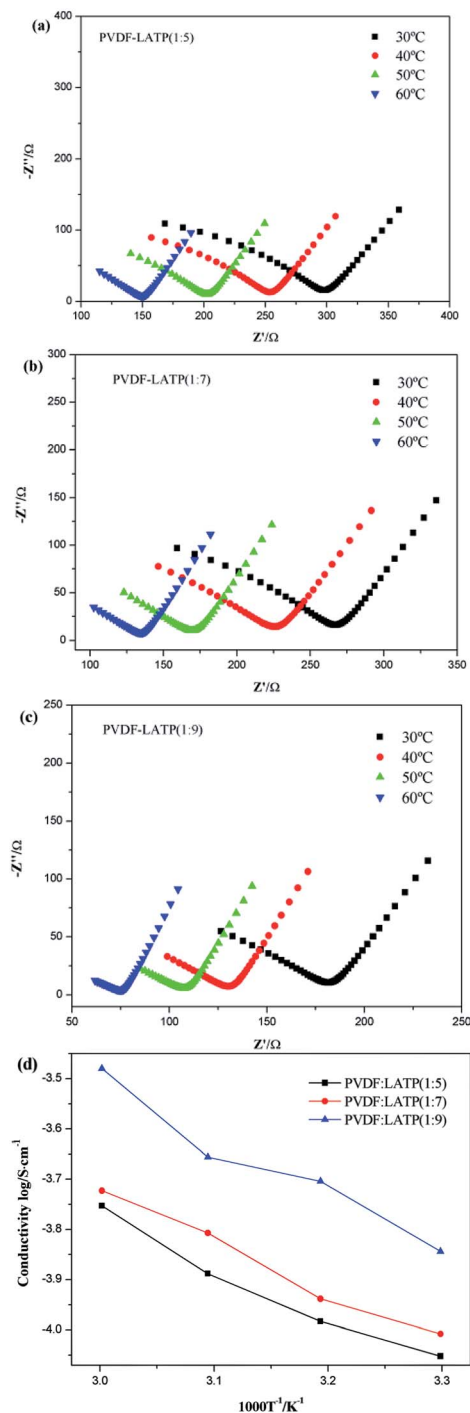 (a)
PVDF-LATP(1:5)
30ºC
40ºC
50ºC
60ºC
400
300
200
100
0
-Z''/Ω
100
150
200
250
300
350
400
Z'/Ω
(b)
PVDF-LATP(1:7)
30ºC
40ºC
50ºC
60ºC
300
250
200
150
100
50
0
-Z''/Ω
100
150
200
250
300
350
Z'/Ω
(c)
PVDF-LATP(1:9)
30ºC
40ºC
50ºC
60ºC
250
200
150
100
50
0
-Z''/Ω
50
100
150
200
250
Z'/Ω
(d)
PVDF:LATP(1:5)
PVDF:LATP(1:7)
PVDF:LATP(1:9)
-3.5
-3.6
-3.7
-3.8
-3.9
-4.0
Conductivity log/S·cm⁻¹
3.0
3.1
3.2
3.3
1000T⁻¹/K⁻¹